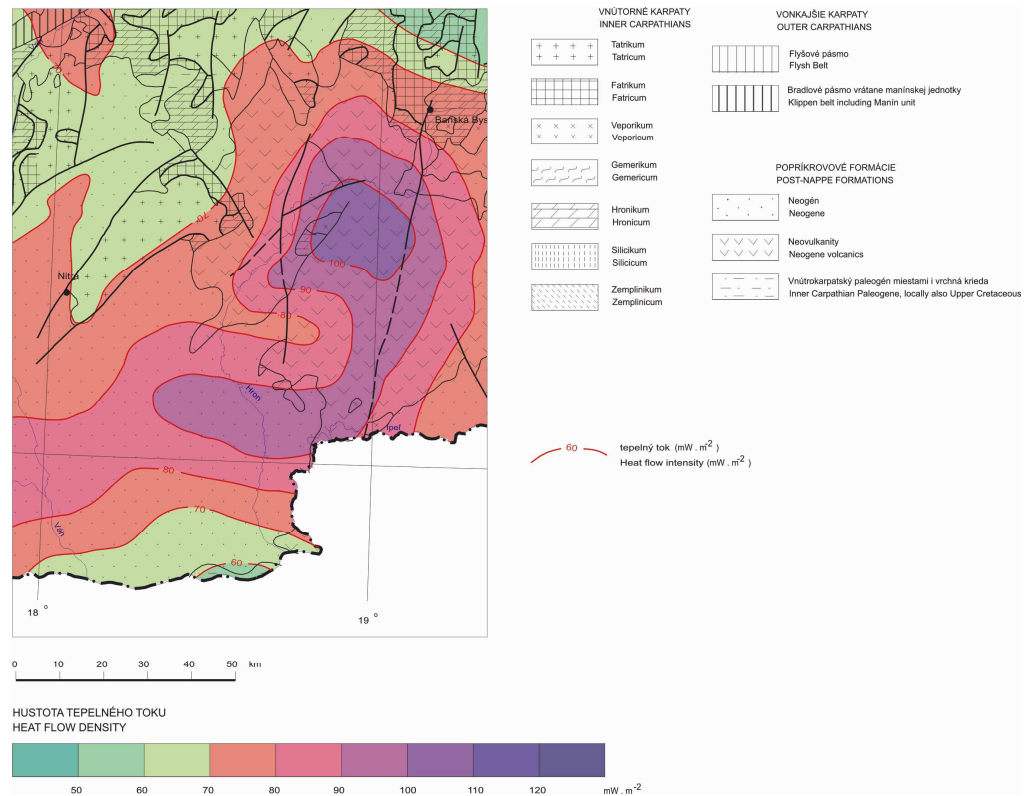 VNÚTORNÉ KARPATY
INNER CARPATHIANS
Tatrikum
Tatricum
Fatrikum
Fatricum
Veporikum
Veporicum
Gemerikum
Gemericum
Hronikum
Hronicum
Silicikum
Silicicum
Zemplinikum
Zemplinicum
VONKAJŠIE KARPATY
OUTER CARPATHIANS
Flyšové pásmo
Flysh Belt
Bradlové pásmo vrátane manínskej jednotky
Klippen belt including Manín unit
POPRÍKROVOVÉ FORMÁCIE
POST-NAPPE FORMATIONS
Neogén
Neogene
Neovulkanity
Neogene volcanics
Vnútrokarpatský paleogén miestami i vrchná krieda
Inner Carpathian Paleogene, locally also Upper Cretaceous
60
tepelný tok (mW . m-2 )
Heat flow intensity (mW . m-2 )
Banská Bys
70
Nitra
100
90
80
Hron
Ipeľ
80
70
Váh
60
18 °
19 °
0 10 20 30 40 50 km
HUSTOTA TEPELNÉHO TOKU
HEAT FLOW DENSITY
50 60 70 80 90 100 110 120 mW . m-2